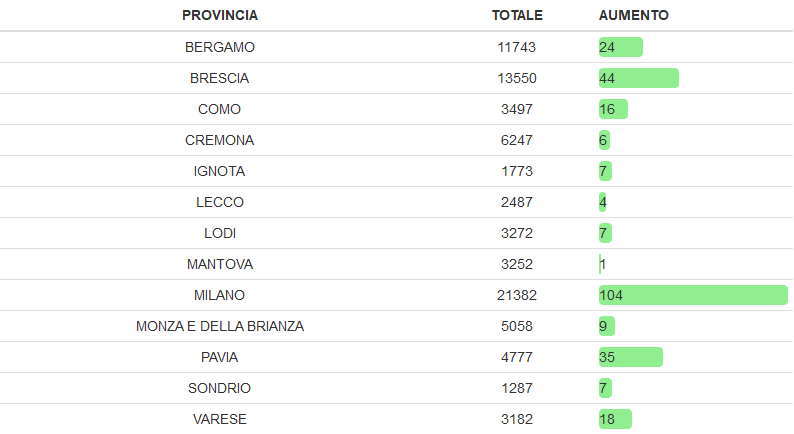 PROVINCIA TOTALE AUMENTO
BERGAMO 11743 24
BRESCIA 13550 44
COMO 3497 16
CREMONA 6247 6
IGNOTA 1773 7
LECCO 2487 4
LODI 3272 7
MANTOVA 3252 1
MILANO 21382 104
MONZA E DELLA BRIANZA 5058 9
PAVIA 4777 35
SONDRIO 1287 7
VARESE 3182 18